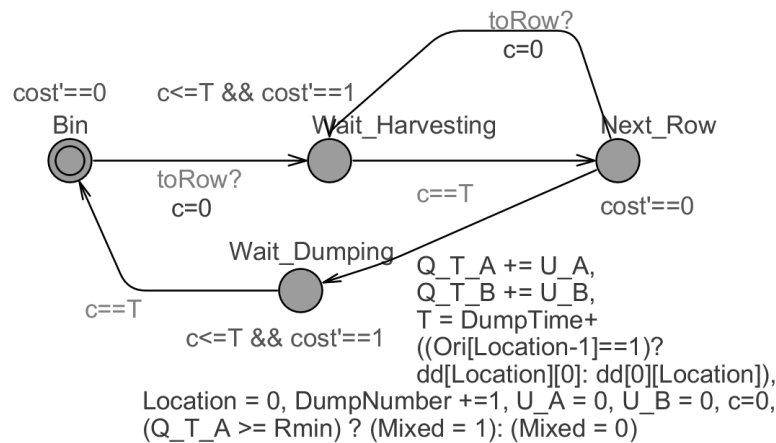 toRow?
c=0
cost'==0
c<=T && cost'==1
Bin
Wait_Harvesting
Next_Row
toRow?
c=0
c==T
cost'==0
Wait_Dumping
c==T
c<=T && cost'==1
Q_T_A += U_A,
Q_T_B += U_B,
T = DumpTime+
((Ori[Location-1]==1)?
dd[Location][0]: dd[0][Location]),
Location = 0, DumpNumber +=1, U_A = 0, U_B = 0, c=0,
(Q_T_A >= Rmin) ? (Mixed = 1): (Mixed = 0)